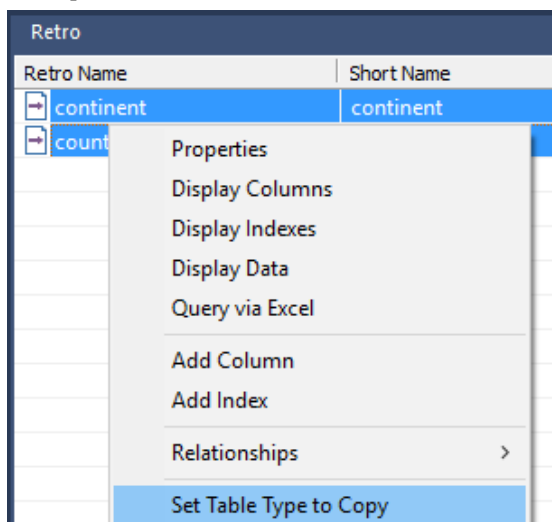 Retro
Retro Name Short Name
continent continent
count
Properties
Display Columns
Display Indexes
Display Data
Query via Excel
Add Column
Add Index
Relationships
Set Table Type to Copy